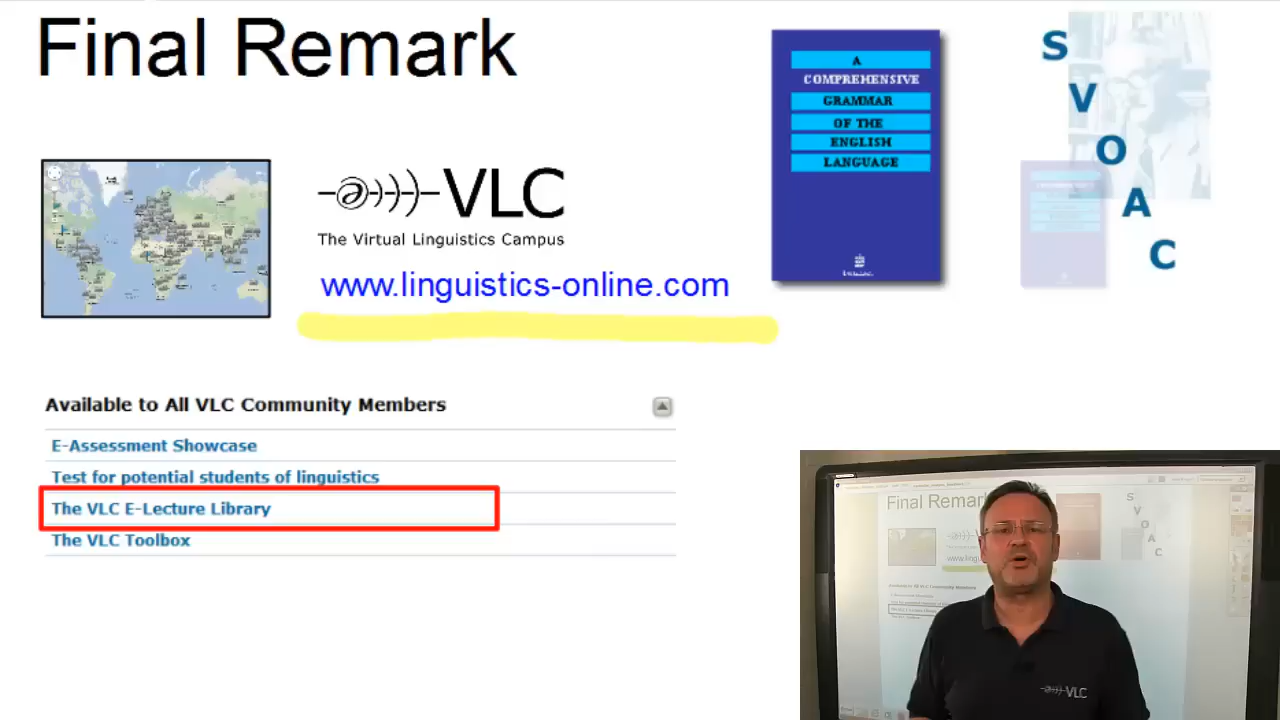 Final Remark
A
COMPREHENSIVE
GRAMMAR
OF THE
ENGLISH
LANGUAGE
S
V
O
A
C
VLC
The Virtual Linguistics Campus
www.linguistics-online.com
Available to All VLC Community Members
E-Assessment Showcase
Test for potential students of linguistics
The VLC E-Lecture Library
The VLC Toolbox
Final Remark
S
V
O
A
C
VLC